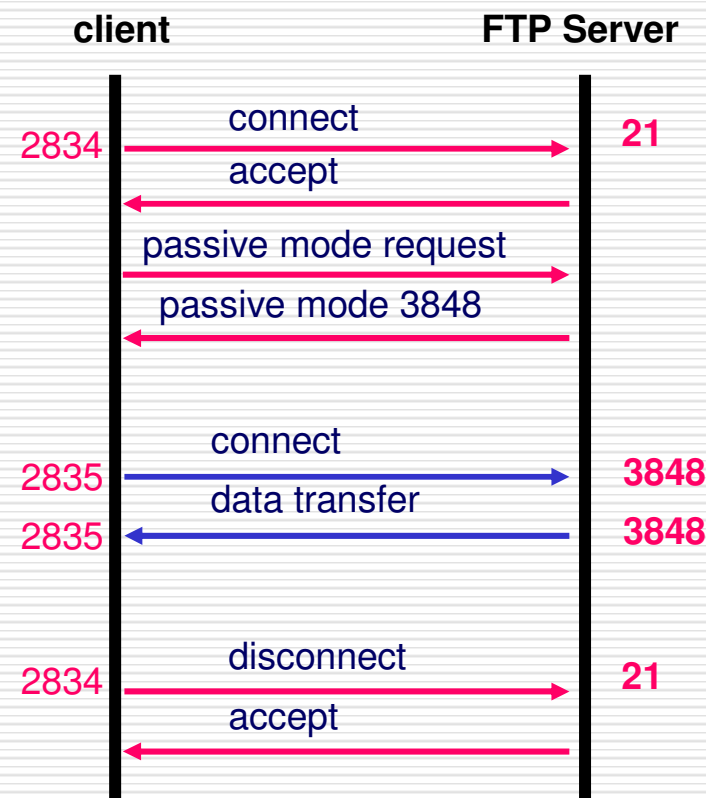 client FTP Server
connect
2834 21
accept
passive mode request
passive mode 3848
connect
2835 3848
data transfer
2835 3848
disconnect
2834 21
accept